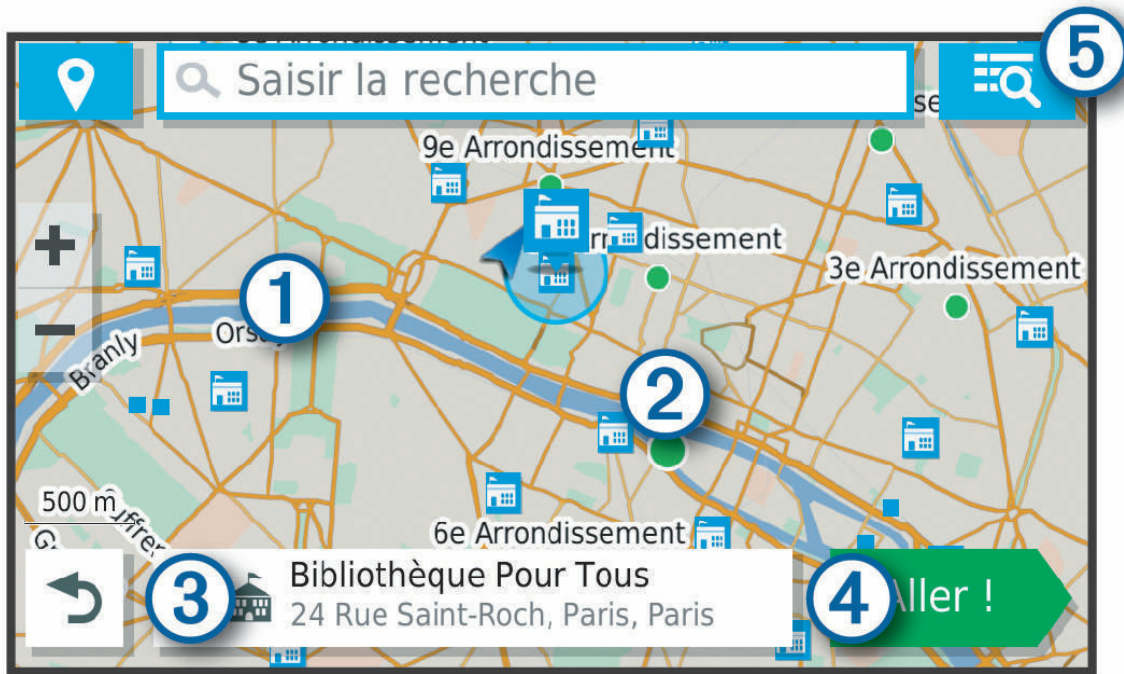 5
Saisir la recherche
9e Arrondissement
dissement
3e Arrondissement
+
1
−
Branly
2
500 m
6e Arrondissement
3
Bibliothèque Pour Tous
24 Rue Saint-Roch, Paris, Paris
4
Aller !